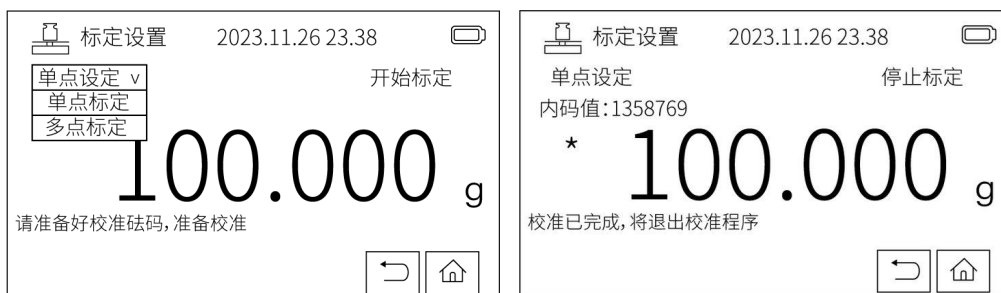 标定设置 2023.11.26 23.38
单点设定 ∨ 开始标定
单点标定
多点标定
100.000 g
请准备好校准砝码,准备校准
标定设置 2023.11.26 23.38
单点设定 停止标定
内码值:1358769
* 100.000 g
校准已完成,将退出校准程序